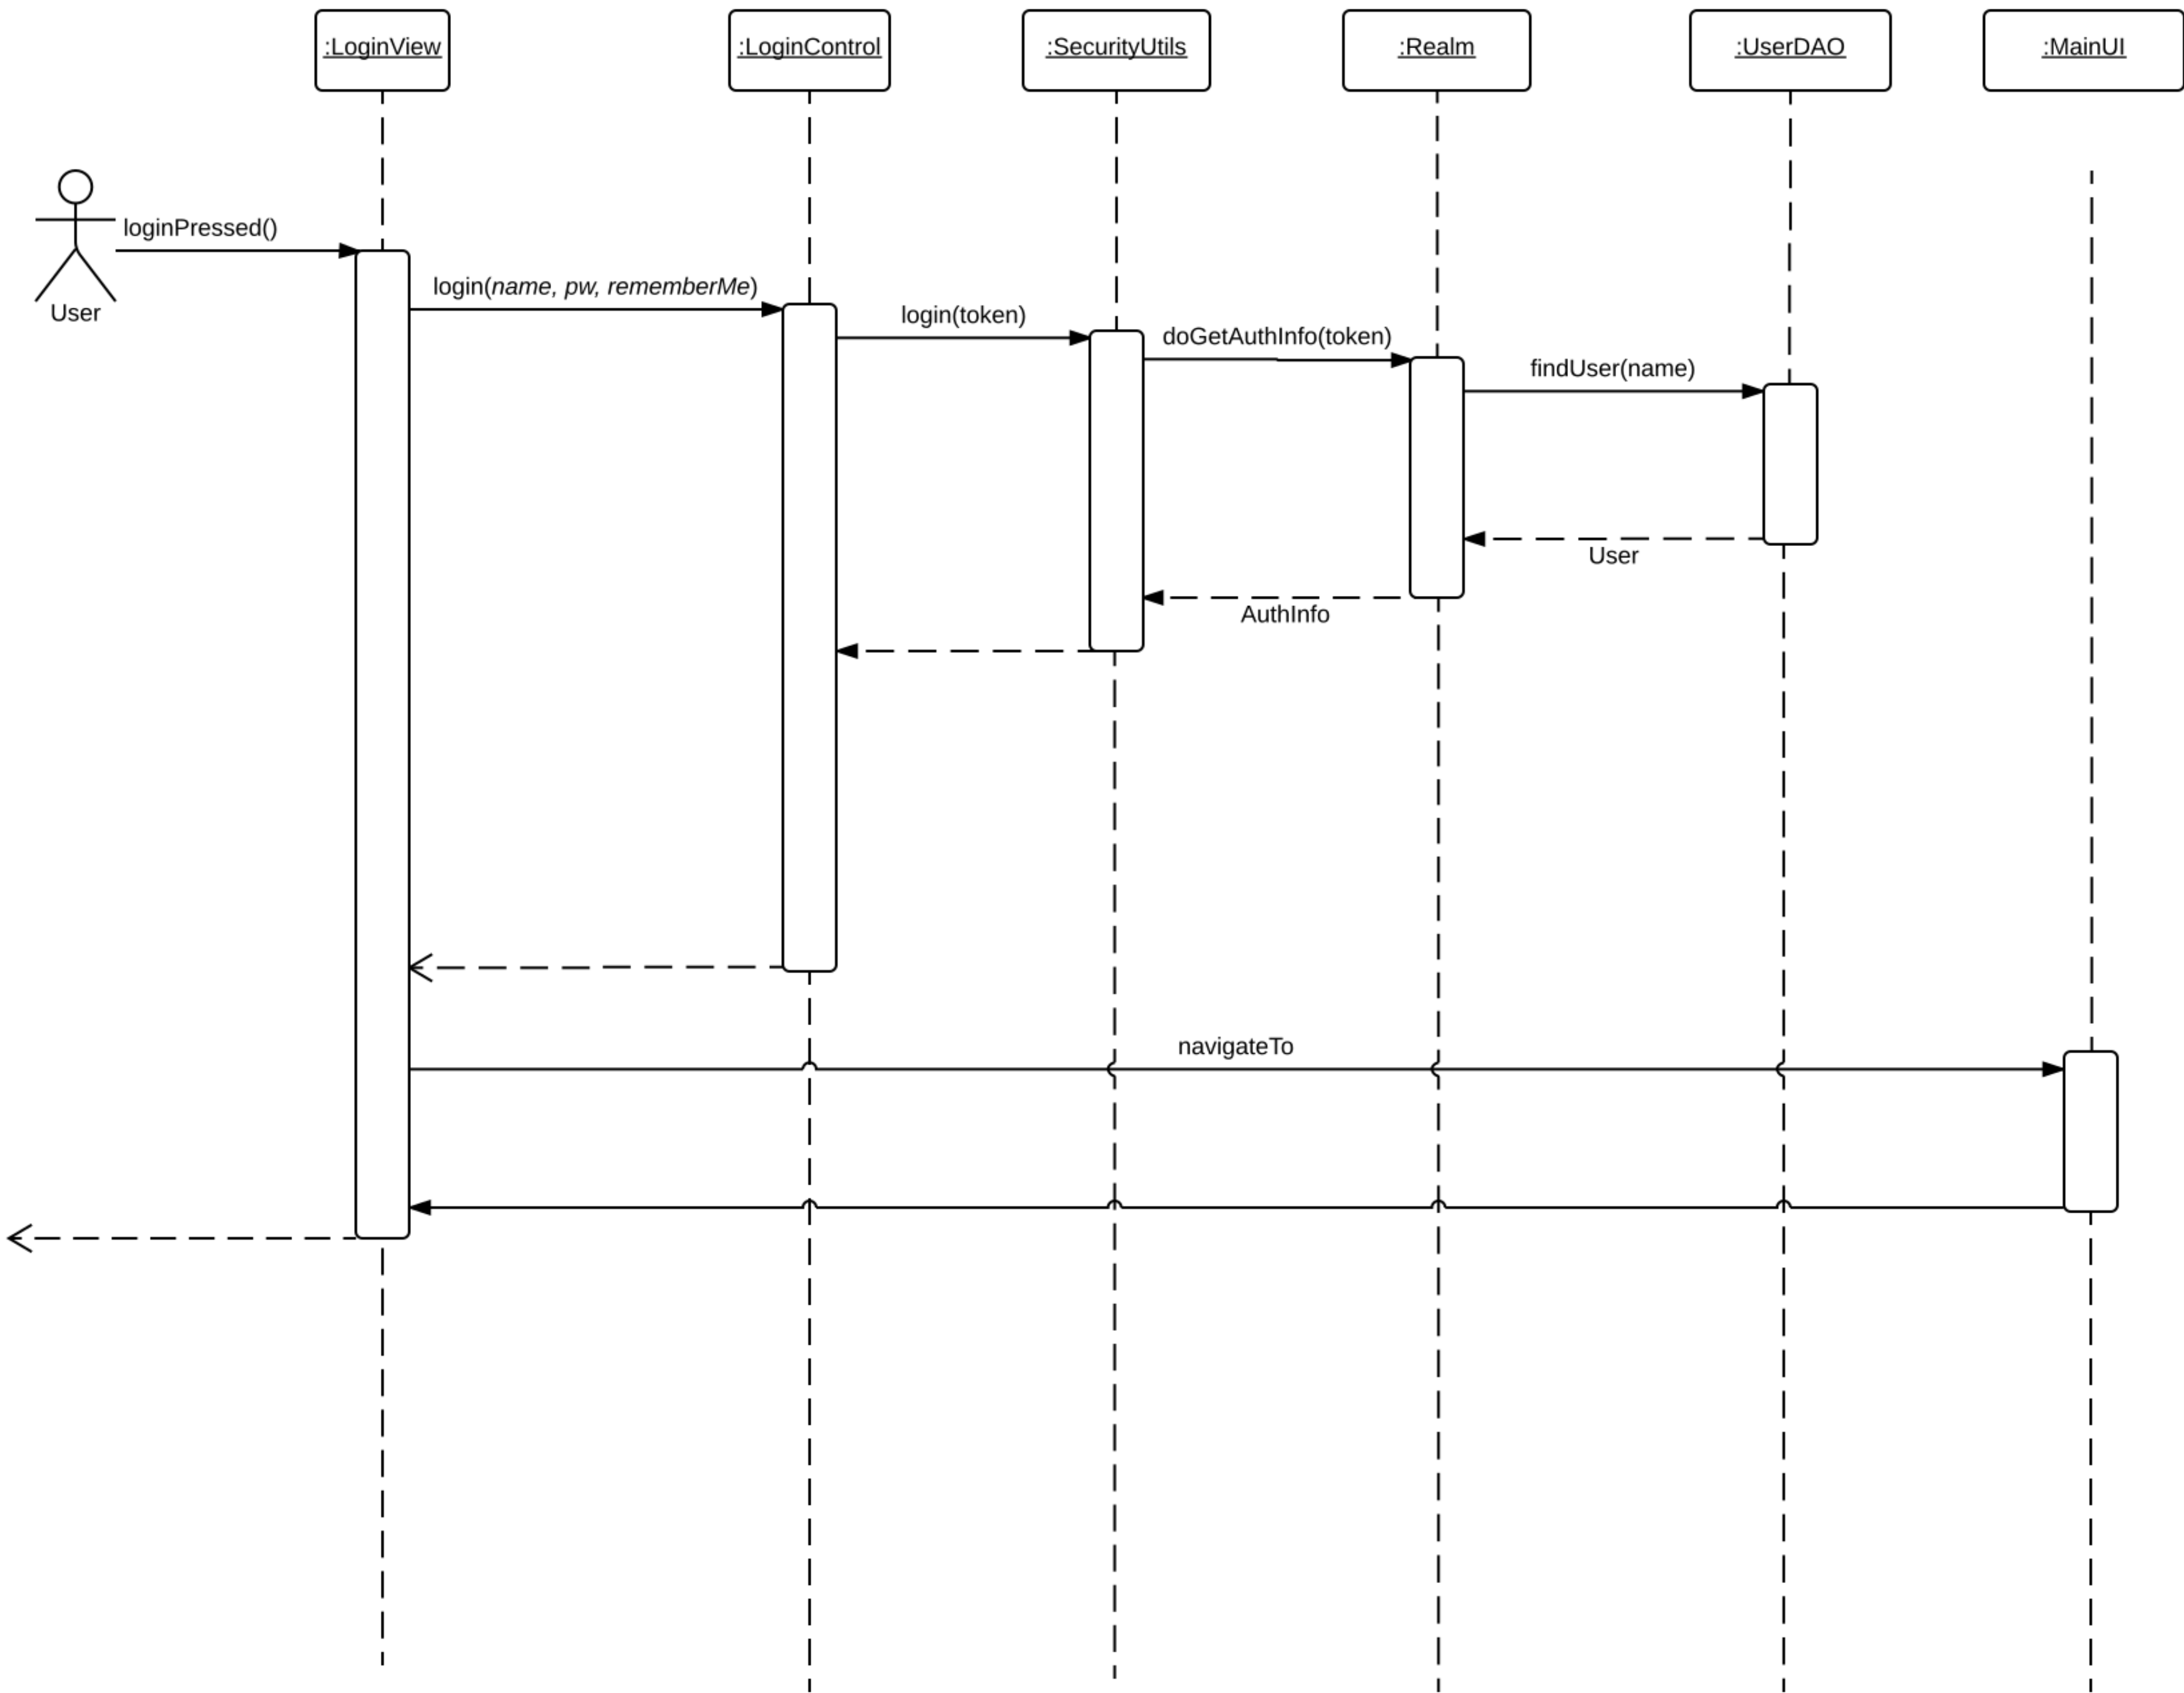 :LoginView
:LoginControl
:SecurityUtils
:Realm
:UserDAO
:MainUI
loginPressed()
User
login(name, pw, rememberMe)
login(token)
doGetAuthInfo(token)
findUser(name)
User
AuthInfo
navigateTo